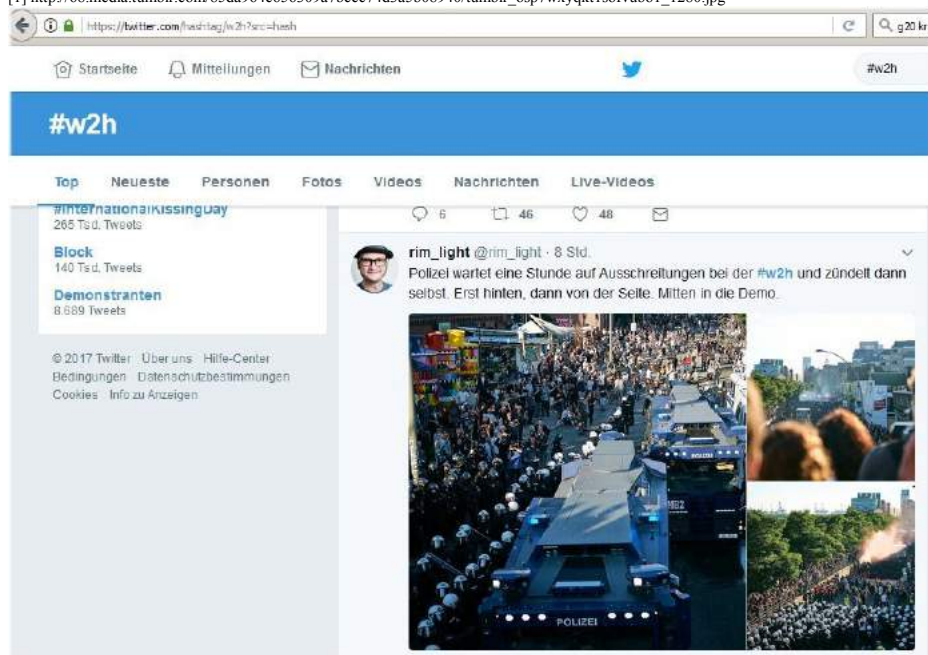 https://twitter.com/hashtag/w2h?src=hash
g20 kr
Startseite Mitteilungen Nachrichten #w2h
#w2h
Top Neueste Personen Fotos Videos Nachrichten Live-Videos
#InternationalKissingDay
265 Tsd. Tweets
Block
140 Tsd. Tweets
Demonstranten
8.689 Tweets
© 2017 Twitter Über uns Hilfe-Center
Bedingungen Datenschutzbestimmungen
Cookies Info zu Anzeigen
6 46 48
rim_light @rim_light · 8 Std.
Polizei wartet eine Stunde auf Ausschreitungen bei der #w2h und zündelt dann
selbst. Erst hinten, dann von der Seite. Mitten in die Demo.
POLIZEI
POLIZEI